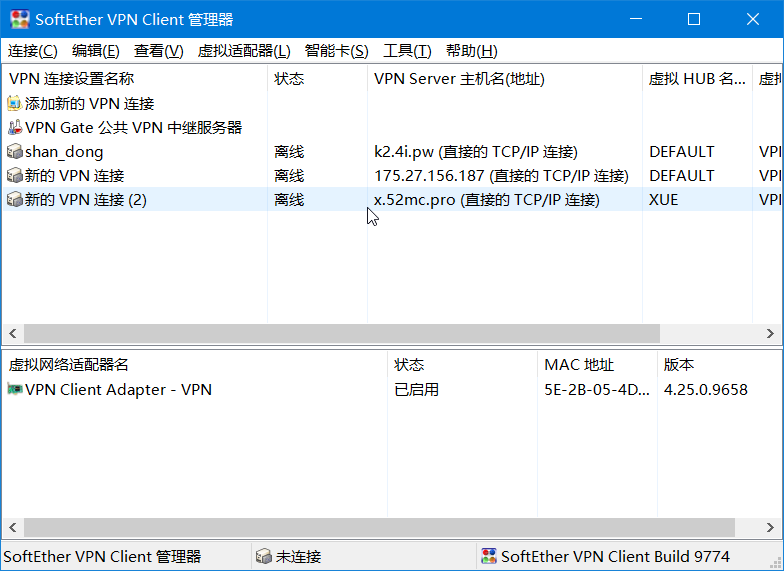 SoftEther VPN Client 管理器
连接(C) 编辑(E) 查看(V) 虚拟适配器(L) 智能卡(S) 工具(T) 帮助(H)
VPN 连接设置名称 状态 VPN Server 主机名(地址) 虚拟 HUB 名... 虚拟
添加新的 VPN 连接
VPN Gate 公共 VPN 中继服务器
shan_dong 离线 k2.4i.pw (直接的 TCP/IP 连接) DEFAULT VPI
新的 VPN 连接 离线 175.27.156.187 (直接的 TCP/IP 连接) DEFAULT VPI
新的 VPN 连接 (2) 离线 x.52mc.pro (直接的 TCP/IP 连接) XUE VPI
虚拟网络适配器名 状态 MAC 地址 版本
VPN Client Adapter - VPN 已启用 5E-2B-05-4D... 4.25.0.9658
SoftEther VPN Client 管理器 未连接 SoftEther VPN Client Build 9774